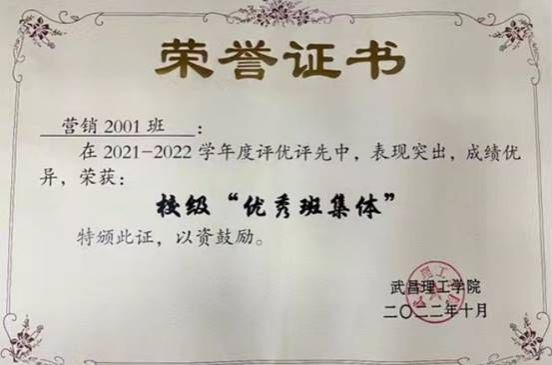 荣誉证书
营销2001班：
在2021-2022学年度评优评先中，表现突出，成绩优
异，荣获：
校级“优秀班集体”
特颁此证，以资鼓励。
武昌理工学院
二〇二二年十月